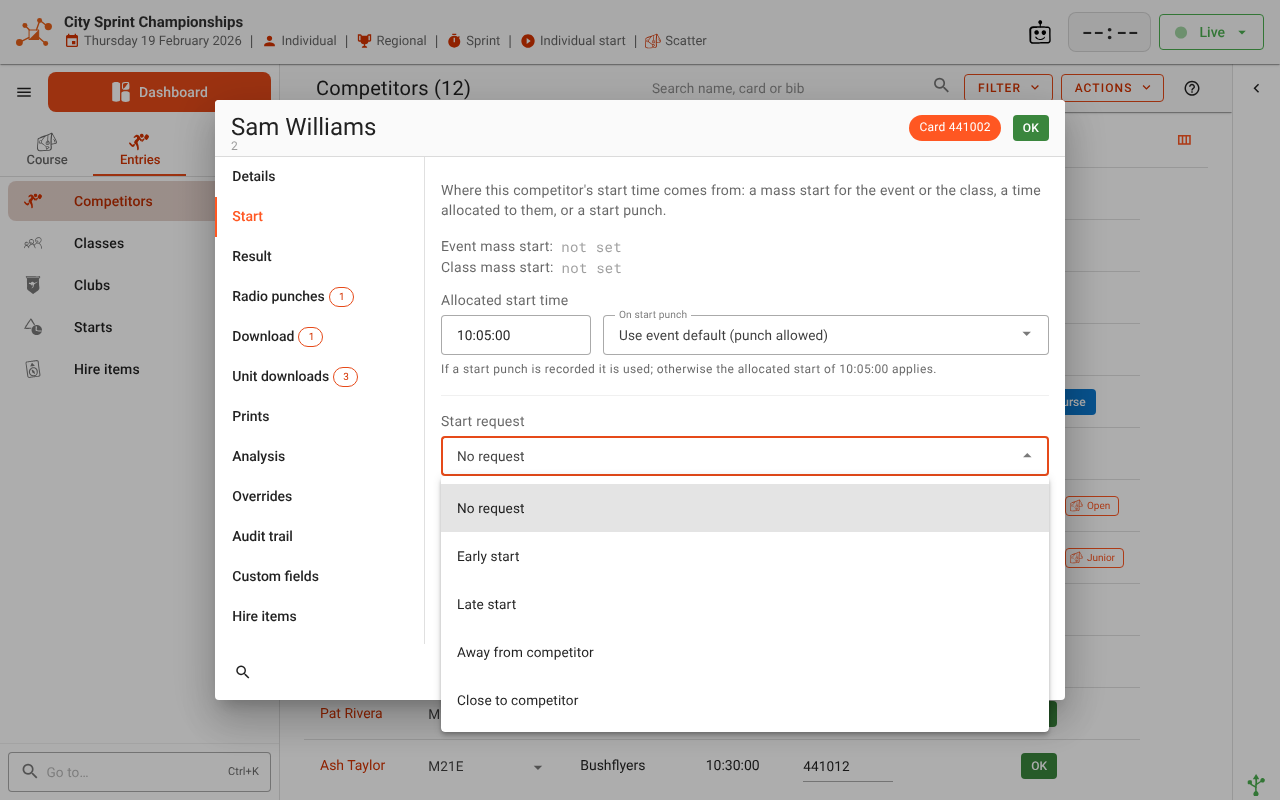 City Sprint Championships
Thursday 19 February 2026 | Individual | Regional | Sprint | Individual start | Scatter
--:--
Live
Dashboard
Competitors (12)
Search name, card or bib
FILTER
ACTIONS
Course
Entries
Competitors
Classes
Clubs
Starts
Hire items
Sam Williams
2
Card 441002
OK
Details
Start
Result
Radio punches 1
Download 1
Unit downloads 3
Prints
Analysis
Overrides
Audit trail
Custom fields
Hire items
Where this competitor's start time comes from: a mass start for the event or the class, a time
allocated to them, or a start punch.
Event mass start: not set
Class mass start: not set
Allocated start time
10:05:00
On start punch
Use event default (punch allowed)
If a start punch is recorded it is used; otherwise the allocated start of 10:05:00 applies.
Start request
No request
No request
Early start
Late start
Away from competitor
Close to competitor
Open
Junior
Pat Rivera
Ash Taylor M21E Bushflyers 10:30:00 441012 OK
Go to... Ctrl+K